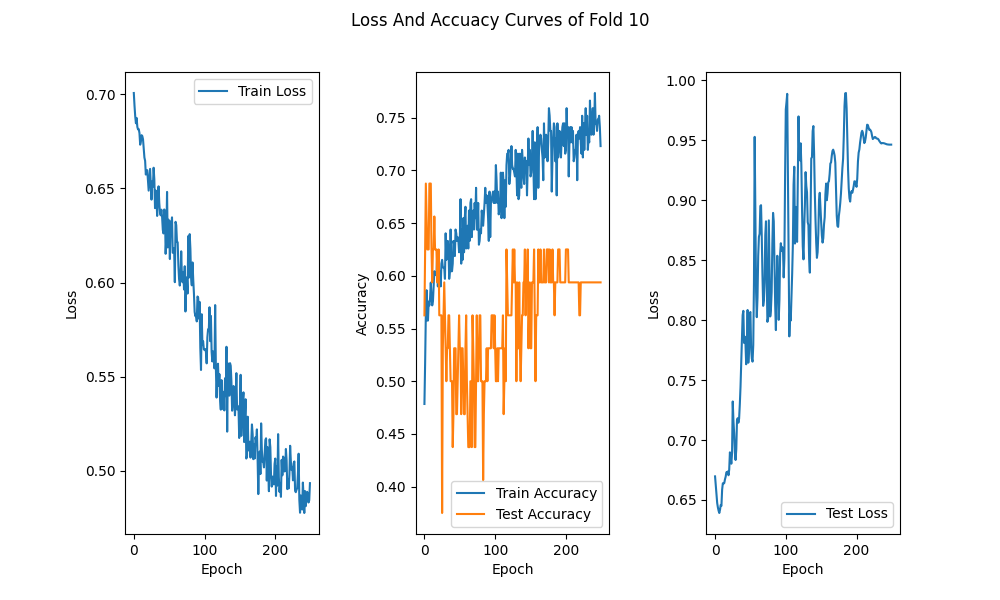 Loss And Accuacy Curves of Fold 10
Loss
0.70
0.65
0.60
0.55
0.50
0
100
200
Epoch
Train Loss
Accuracy
0.75
0.70
0.65
0.60
0.55
0.50
0.45
0.40
0
100
200
Epoch
Train Accuracy
Test Accuracy
Loss
1.00
0.95
0.90
0.85
0.80
0.75
0.70
0.65
0
100
200
Epoch
Test Loss